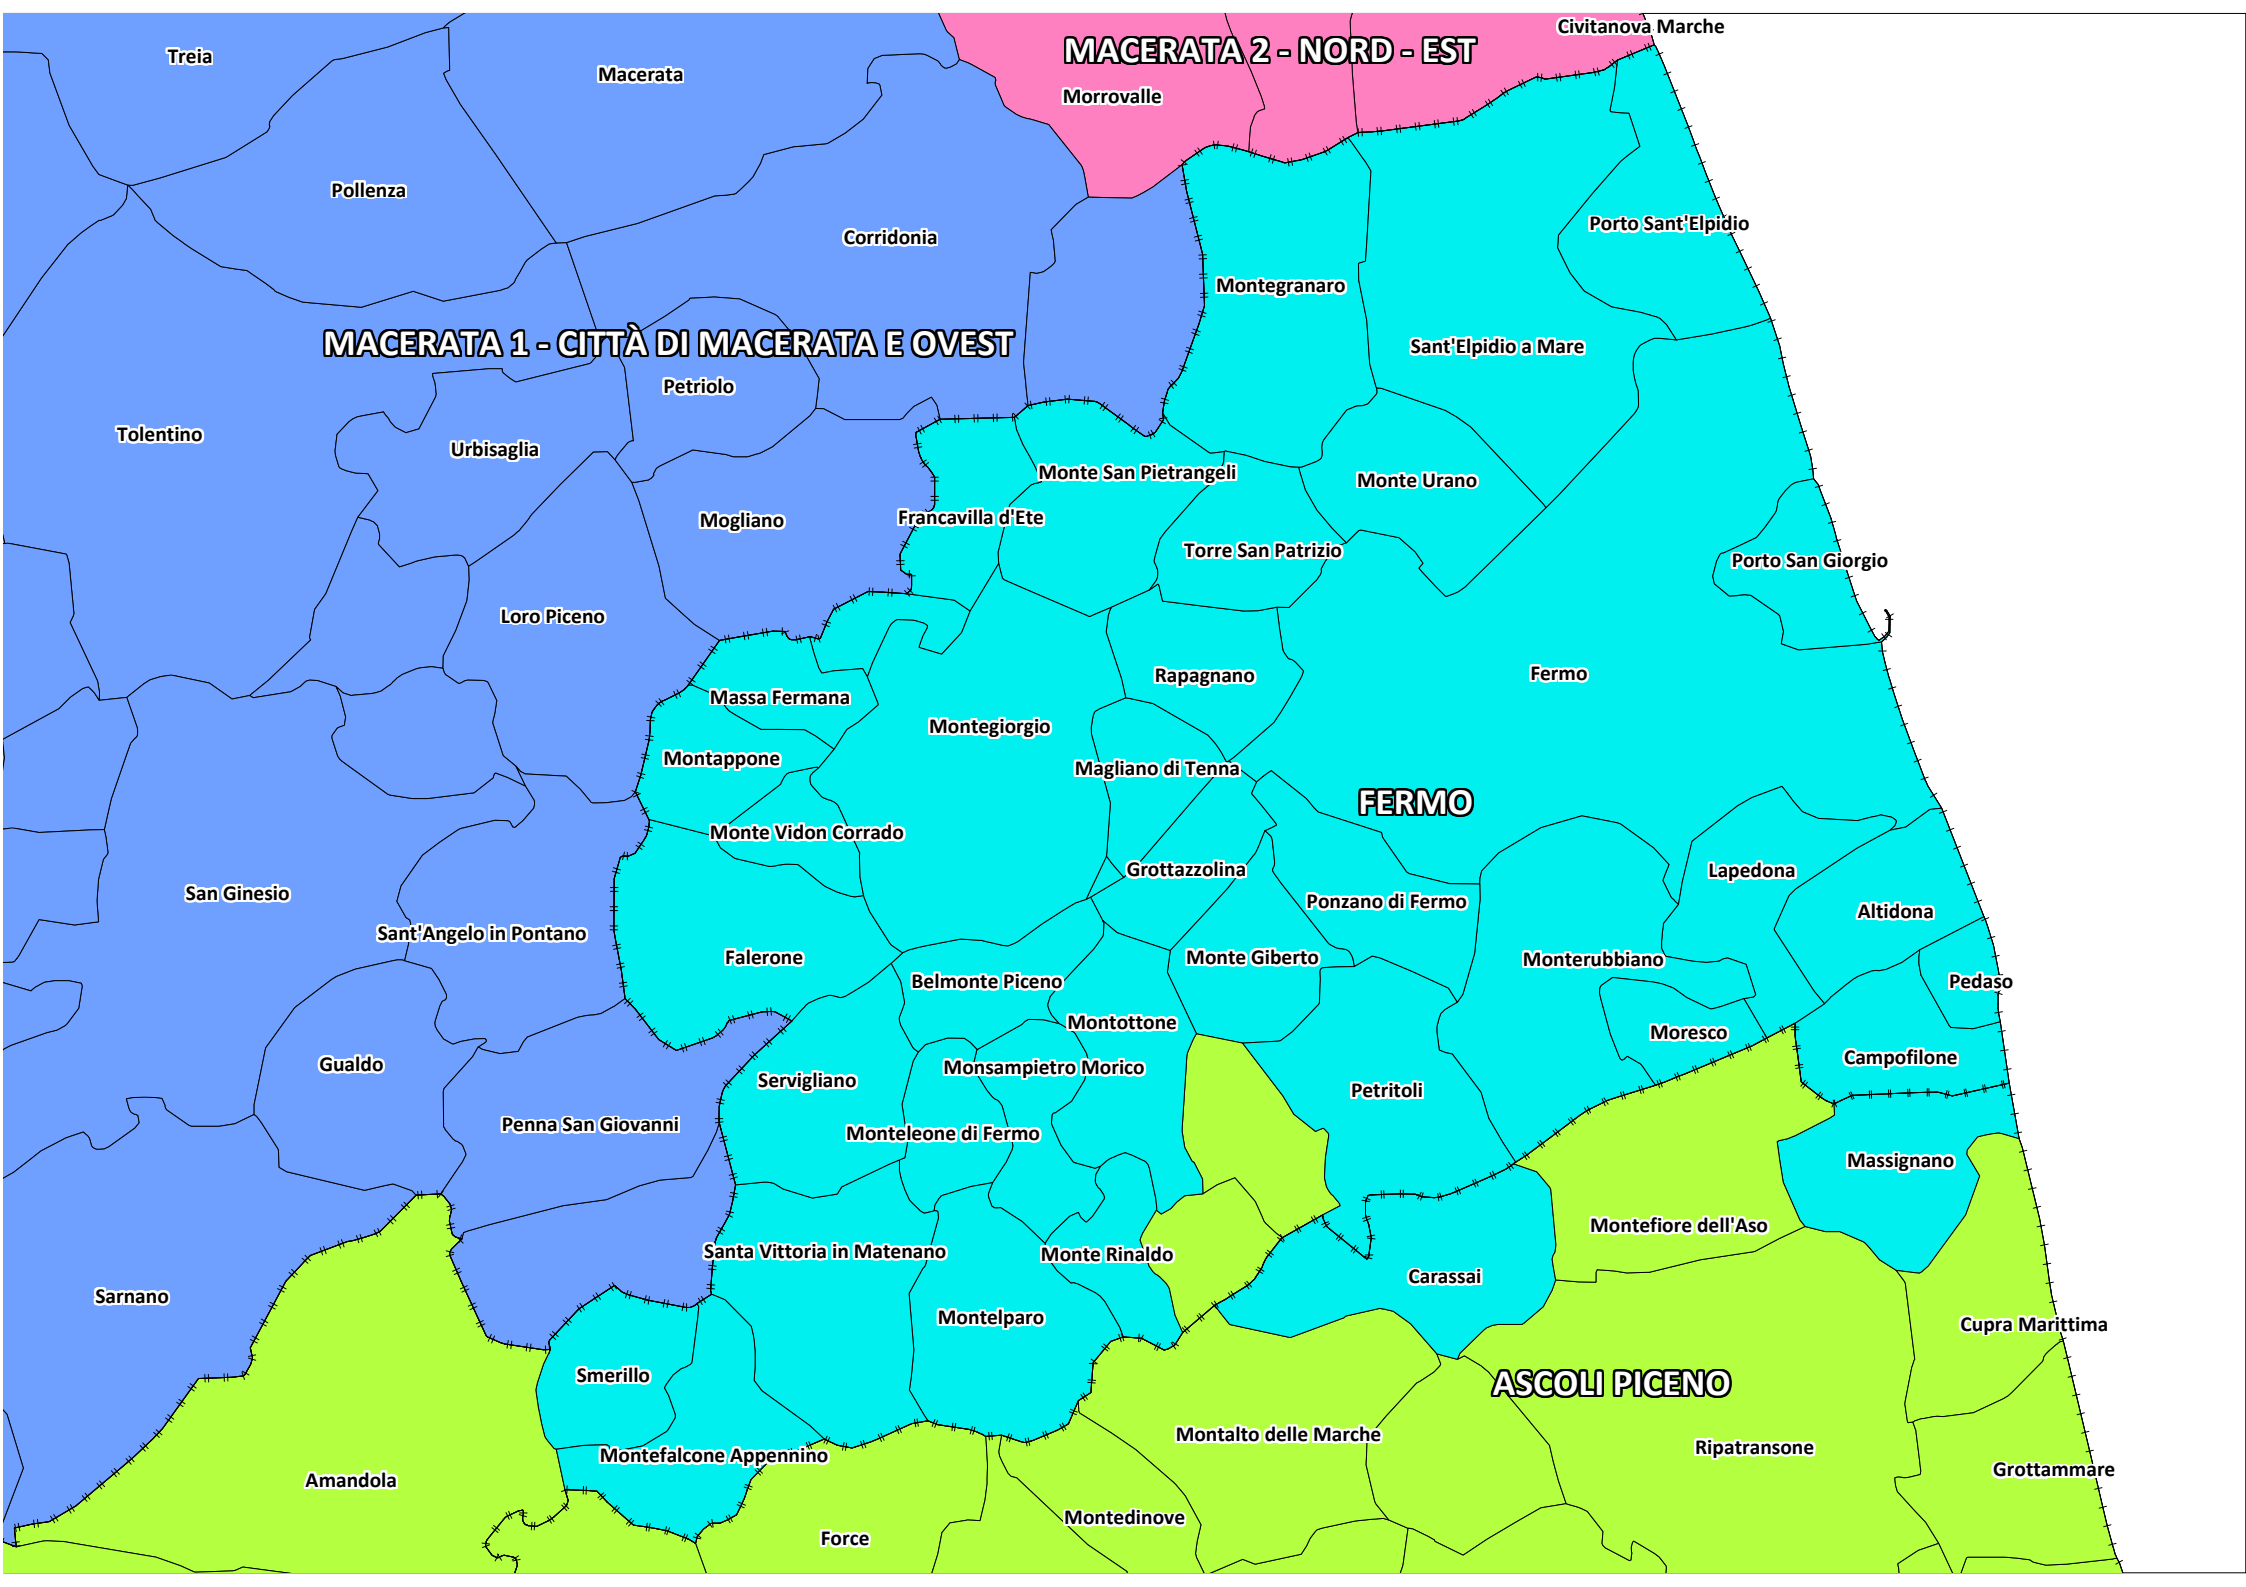 Civitanova Marche
MACERATA 2 - NORD - EST
Treia
Macerata
Morrovalle
Pollenza
Porto Sant'Elpidio
Corridonia
Montegranaro
MACERATA 1 - CITTÀ DI MACERATA E OVEST
Sant'Elpidio a Mare
Petriolo
Tolentino
Urbisaglia
Monte San Pietrangeli
Monte Urano
Mogliano
Francavilla d'Ete
Torre San Patrizio
Porto San Giorgio
Loro Piceno
Rapagnano
Fermo
Massa Fermana
Montegiorgio
Montappone
Magliano di Tenna
FERMO
Monte Vidon Corrado
Grottazzolina
Lapedona
San Ginesio
Ponzano di Fermo
Altidona
Sant'Angelo in Pontano
Falerone
Monte Giberto
Monterubbiano
Belmonte Piceno
Pedaso
Montottone
Moresco
Campofilone
Gualdo
Monsampietro Morico
Servigliano
Petritoli
Penna San Giovanni
Monteleone di Fermo
Massignano
Montefiore dell'Aso
Santa Vittoria in Matenano
Monte Rinaldo
Carassai
Sarnano
Montelparo
Cupra Marittima
Smerillo
ASCOLI PICENO
Montalto delle Marche
Ripatransone
Montefalcone Appennino
Grottammare
Amandola
Montedinove
Force